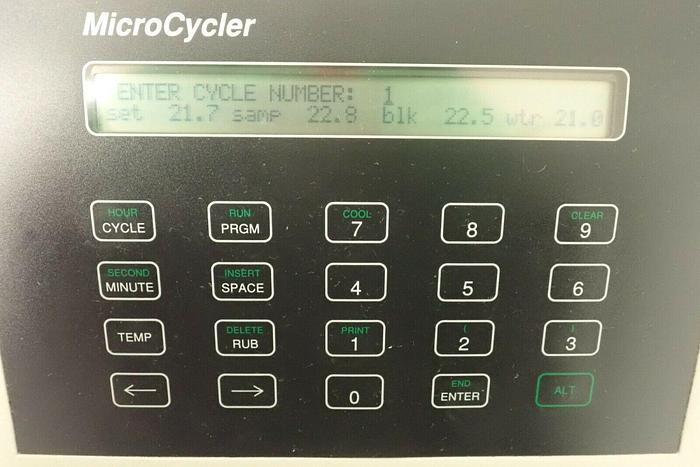 MicroCycler
ENTER CYCLE NUMBER: 1
set 21.7 samp 22.8 blk 22.5 wtr 21.0
HOUR RUN COOL CLEAR
CYCLE PRGM 7 8 9
SECOND INSERT
MINUTE SPACE 4 5 6
DELETE PRINT ( )
TEMP RUB 1 2 3
END
← → 0 ENTER ALT